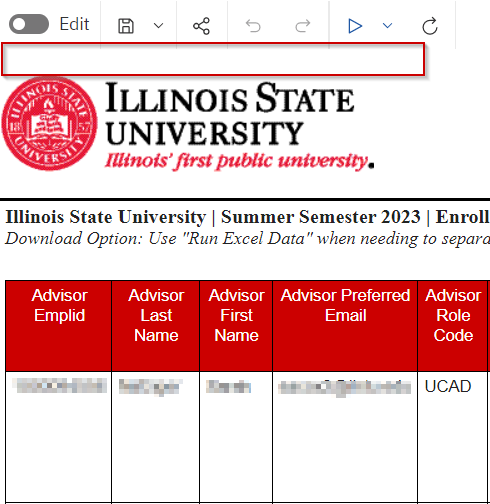 Edit
ILLINOIS STATE
UNIVERSITY
Illinois' first public university.
18 57
Illinois State University | Summer Semester 2023 | Enroll
Download Option: Use "Run Excel Data" when needing to separa
Advisor Emplid
Advisor Last Name
Advisor First Name
Advisor Preferred Email
Advisor Role Code
UCAD